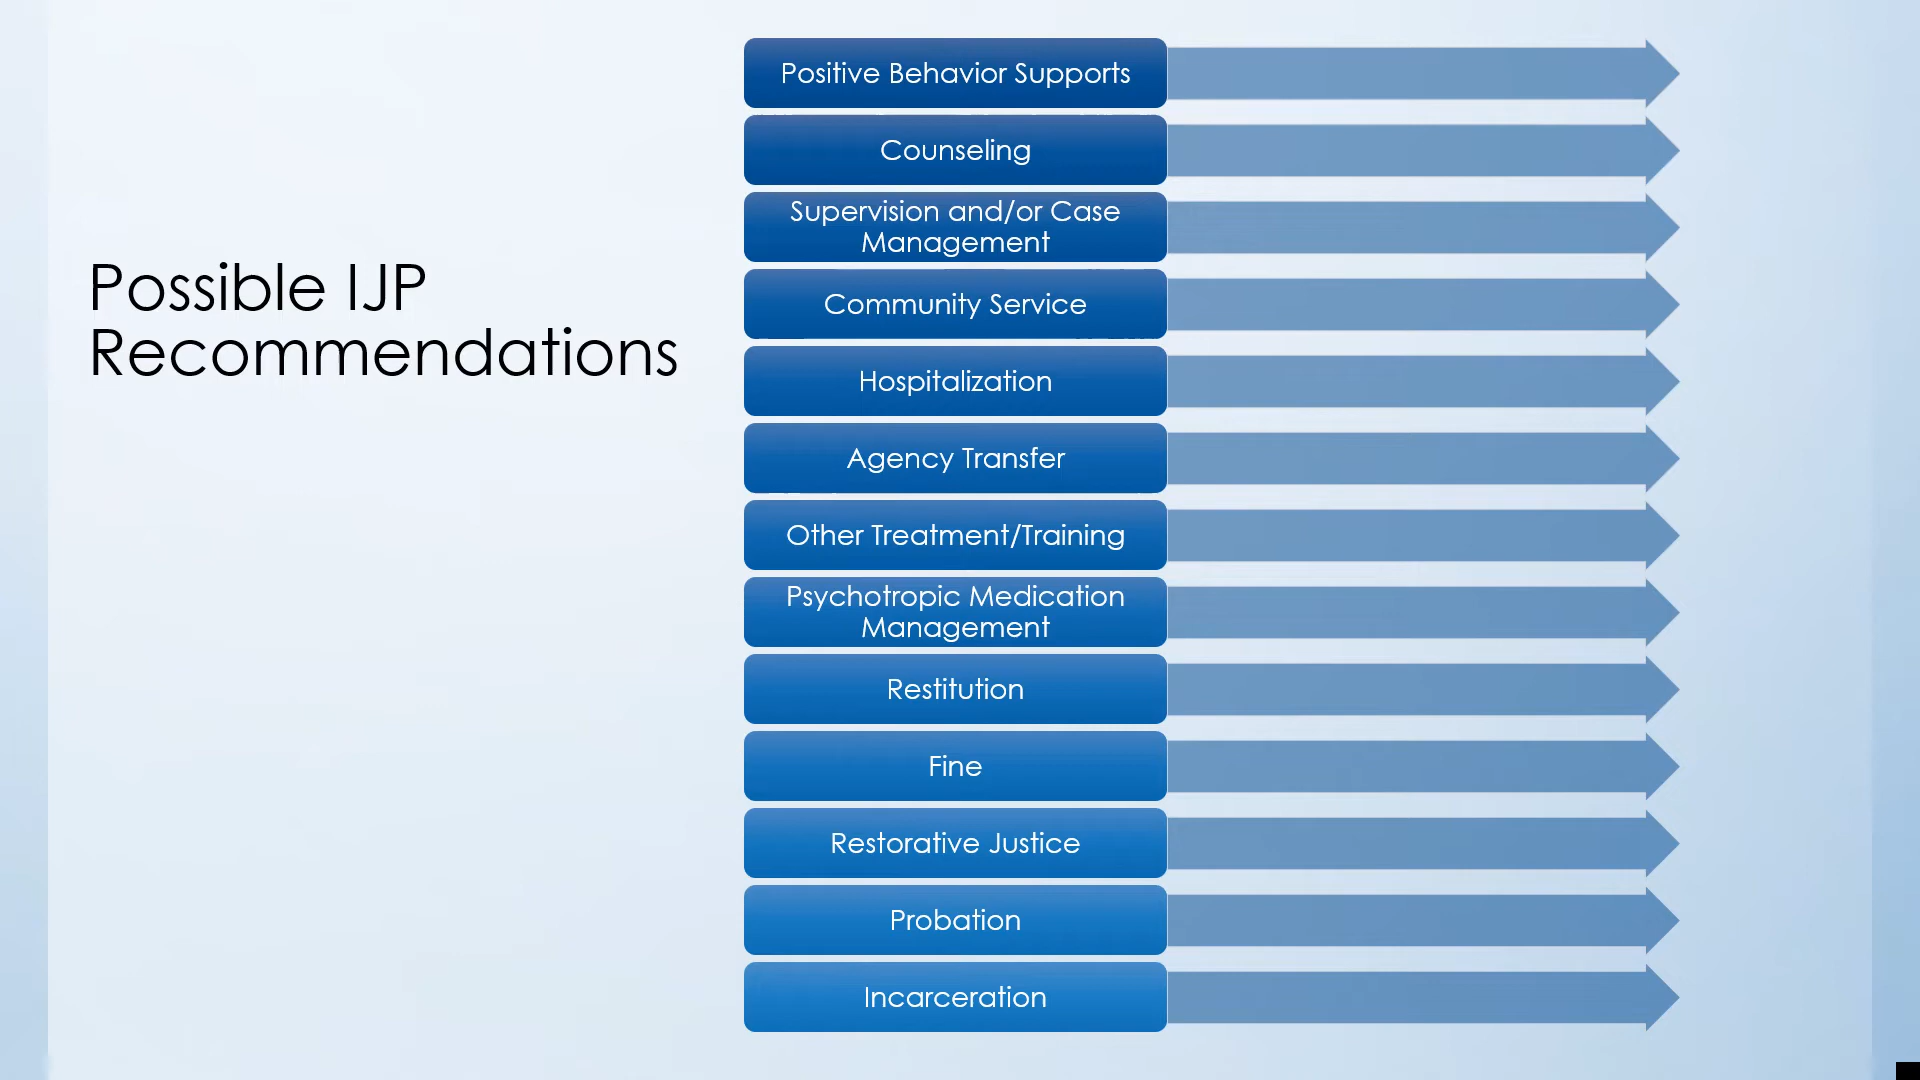 Possible IJP
Recommendations
Positive Behavior Supports
Counseling
Supervision and/or Case
Management
Community Service
Hospitalization
Agency Transfer
Other Treatment/Training
Psychotropic Medication
Management
Restitution
Fine
Restorative Justice
Probation
Incarceration